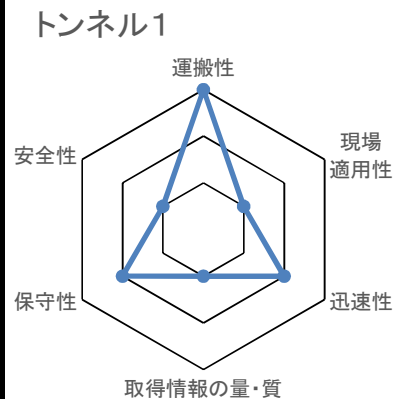 トンネル１
運搬性
安全性
現場
適用性
保守性
迅速性
取得情報の量・質